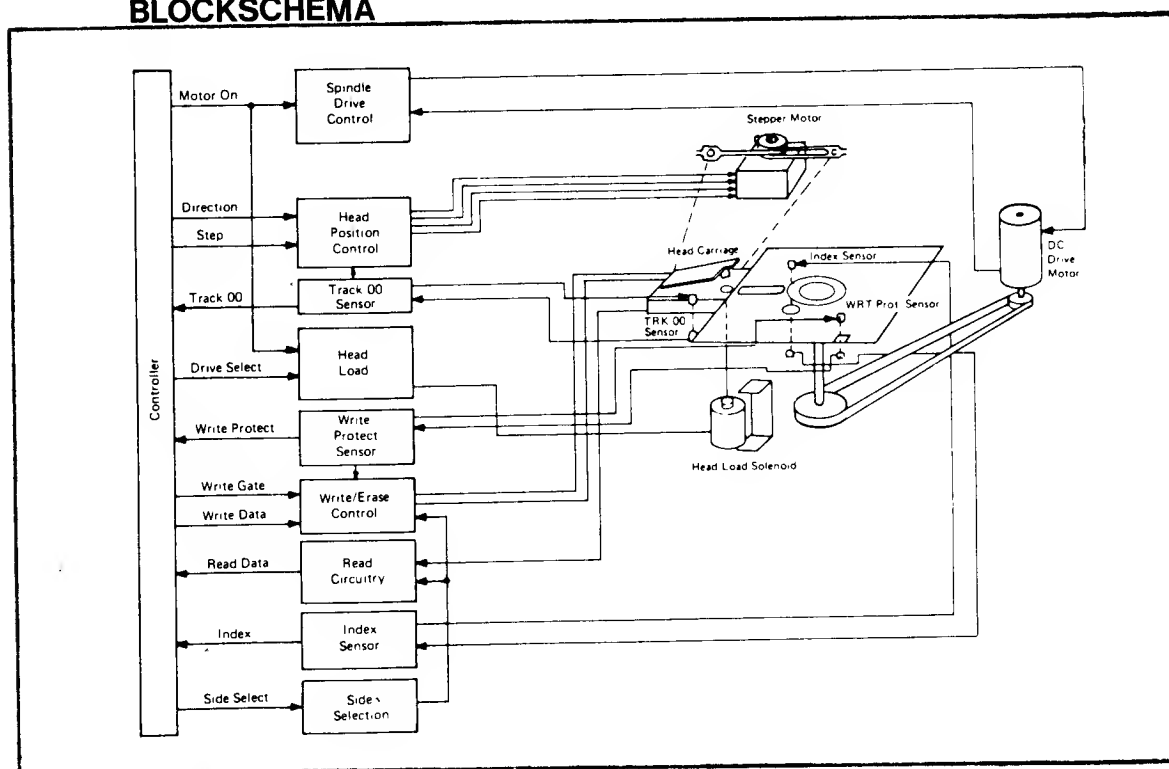 BLOCKSCHEMA
Motor On
Spindle
Drive
Control
Stepper Motor
Direction
Step
Head
Position
Control
DC
Drive
Motor
Head Carriage
Index Sensor
Track 00
Track 00
Sensor
TRK 00
Sensor
WRT Prot. Sensor
Drive Select
Head
Load
Controller
Write Protect
Write
Protect
Sensor
Head Load Solenoid
Write Gate
Write Data
Write/Erase
Control
Read Data
Read
Circuitry
Index
Index
Sensor
Side Select
Side
Selection